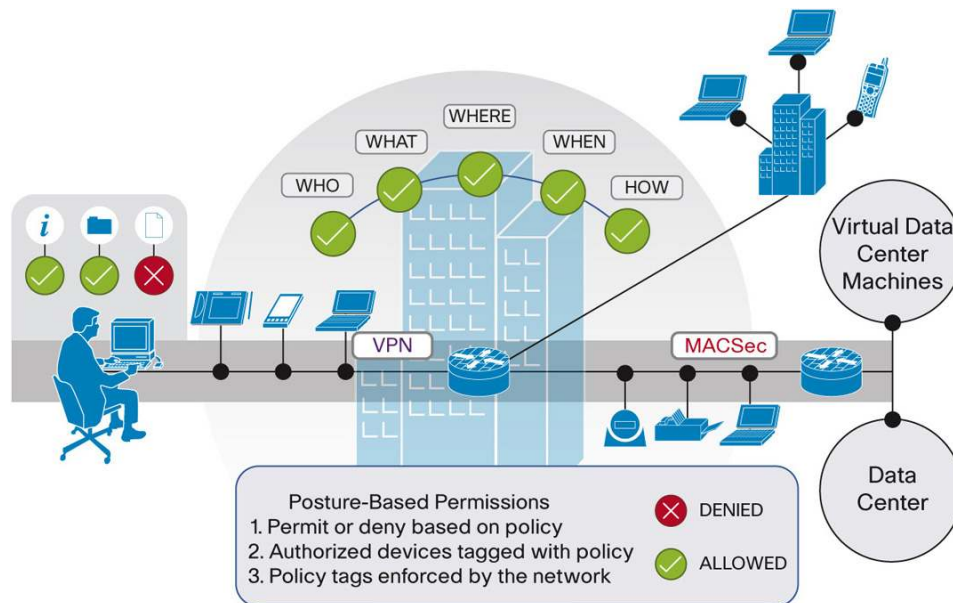 WHERE
WHAT
WHEN
WHO
HOW
i
Virtual Data
Center
Machines
VPN
MACSec
Data
Center
Posture-Based Permissions
1. Permit or deny based on policy
2. Authorized devices tagged with policy
3. Policy tags enforced by the network
DENIED
ALLOWED